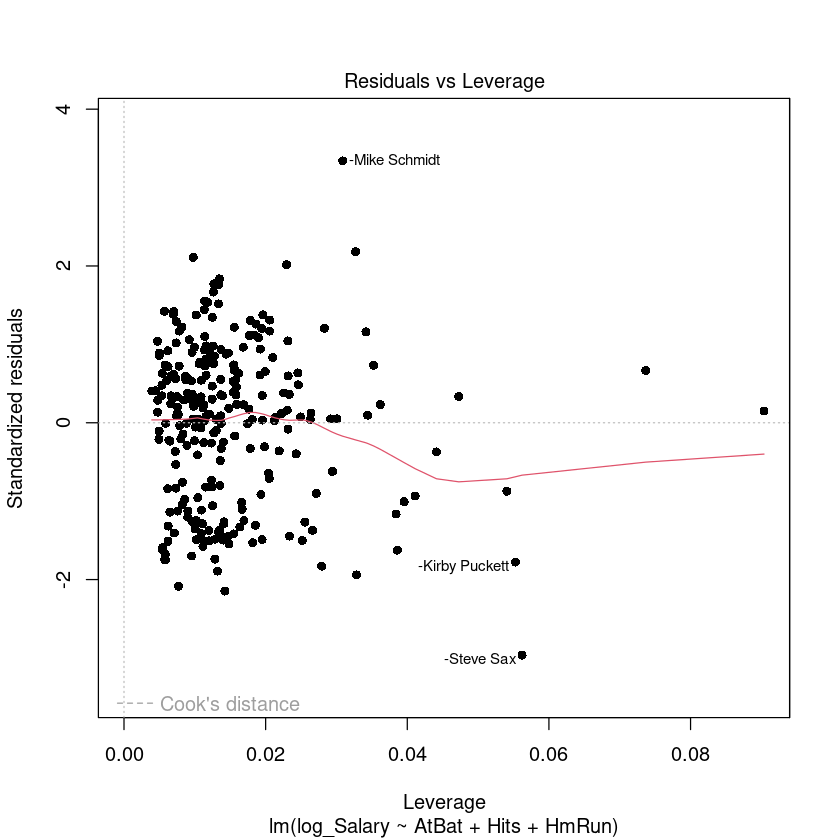 Residuals vs Leverage
4
2
0
-2
Standardized residuals
-Mike Schmidt
-Kirby Puckett
-Steve Sax
Cook's distance
0.00 0.02 0.04 0.06 0.08
Leverage
lm(log_Salary ~ AtBat + Hits + HmRun)